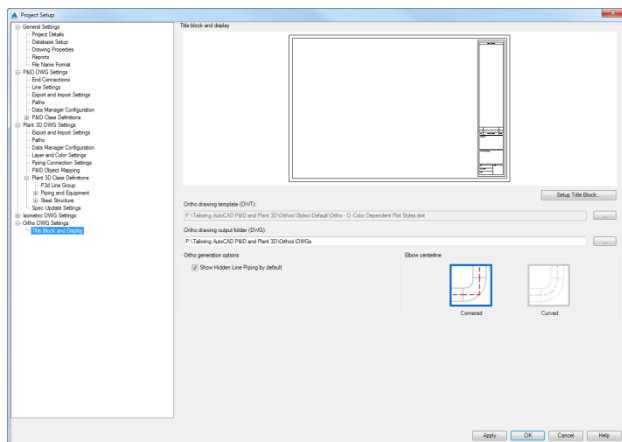 Project Setup
General Settings
Project Details
Database Setup
Drawing Properties
Reports
File Name Format
P&ID DWG Settings
End Connections
Line Settings
Export and Import Settings
Paths
Data Manager Configuration
P&ID Class Definitions
Plant 3D DWG Settings
Export and Import Settings
Paths
Data Manager Configuration
Layer and Color Settings
Piping Connection Settings
P&ID Object Mapping
Plant 3D Class Definitions
P3d Line Group
Piping and Equipment
Steel Structure
Spec Update Settings
Isometric DWG Settings
Ortho DWG Settings
Title Block and Display
Title block and display
Setup Title Block...
Ortho drawing template (DWT):
P:\Tailoring AutoCAD P&ID and Plant 3D\Orthos\Styles\Default\Ortho - D -Color Dependent Plot Styles.dwt
...
Ortho drawing output folder (DWG):
P:\Tailoring AutoCAD P&ID and Plant 3D\Orthos\DWGs
...
Ortho generation options
Show Hidden Line Piping by default
Elbow centerline
Cornered
Curved
Apply
OK
Cancel
Help